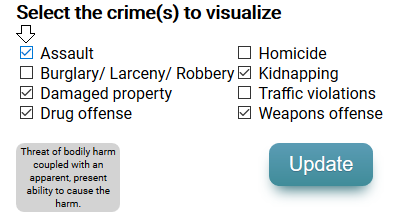 Select the crime(s) to visualize
Assault
Homicide
Burglary/ Larceny/ Robbery
Kidnapping
Damaged property
Traffic violations
Drug offense
Weapons offense
Threat of bodily harm
coupled with an
apparent, present
ability to cause the
harm.
Update